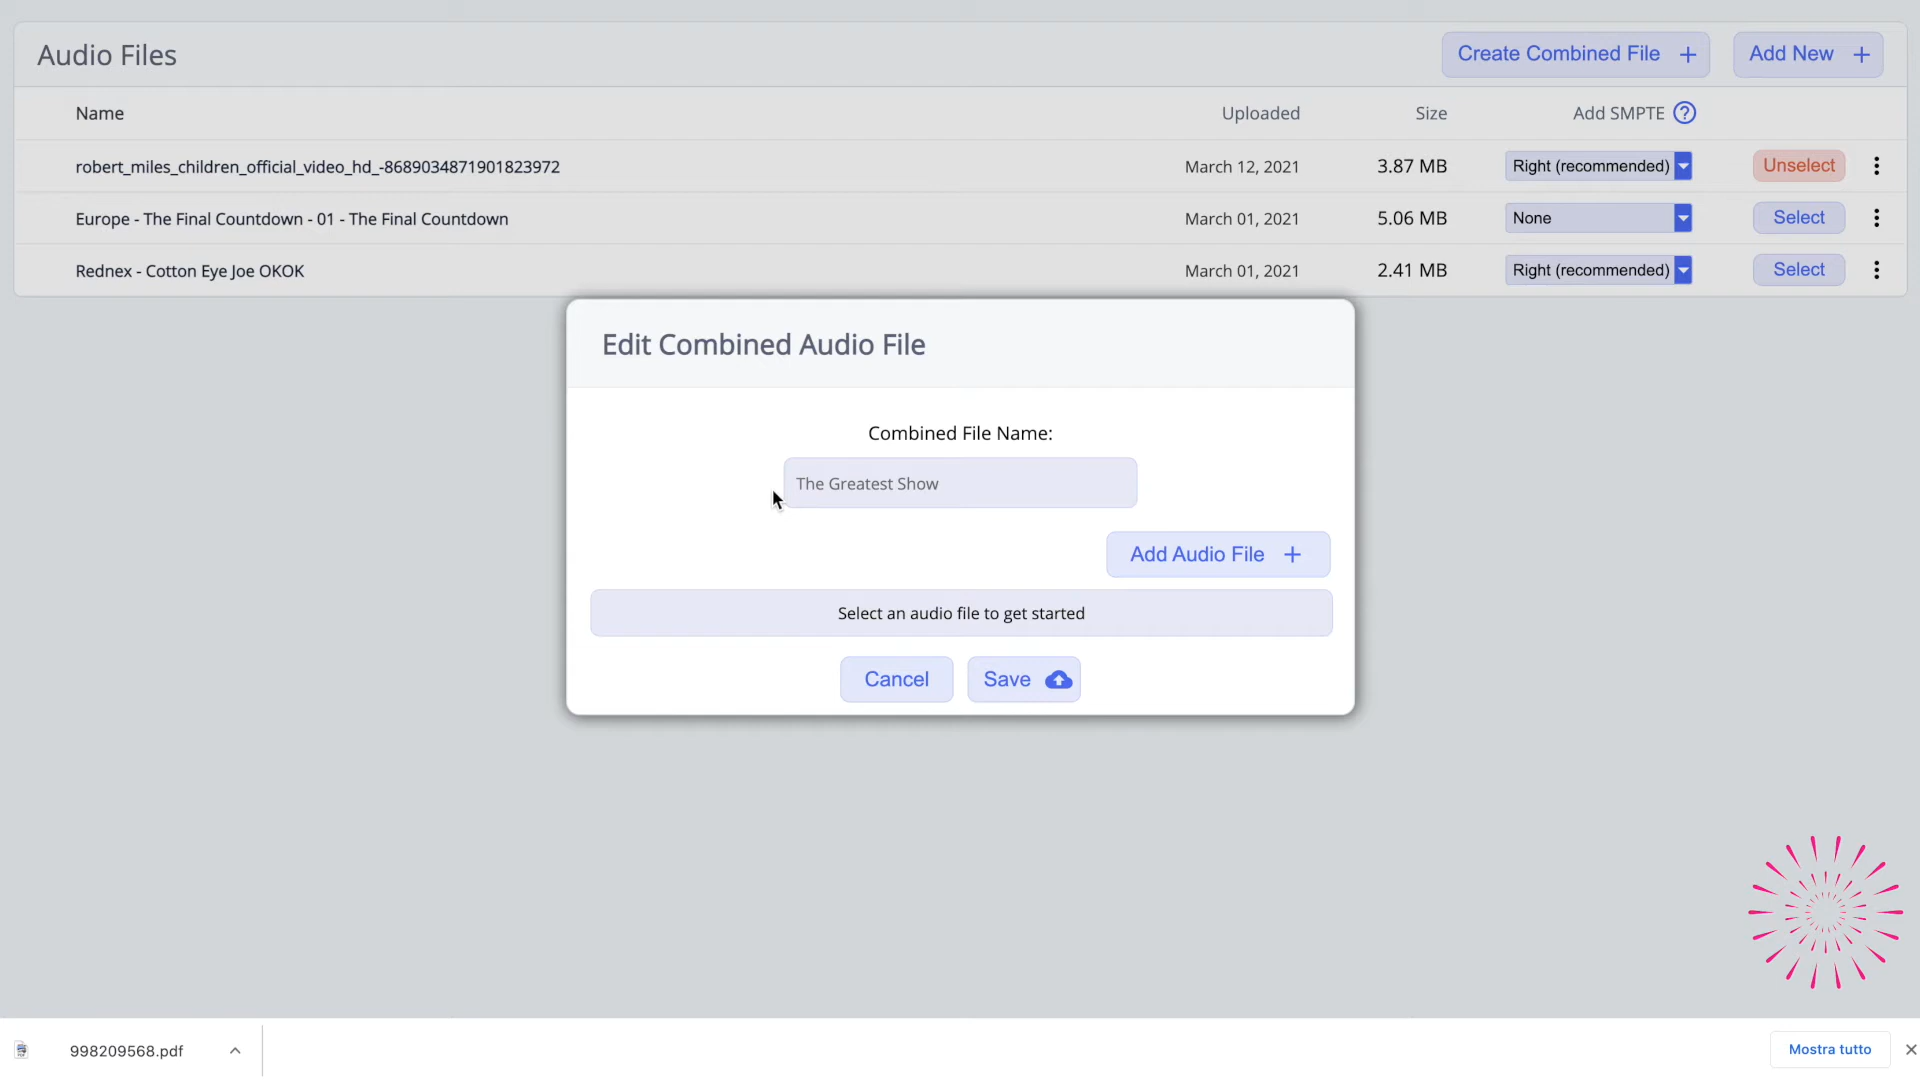 Audio Files
Create Combined File +
Add New +
Name Uploaded Size Add SMPTE ?
robert_miles_children_official_video_hd_-8689034871901823972 March 12, 2021 3.87 MB Right (recommended) Unselect
Europe - The Final Countdown - 01 - The Final Countdown March 01, 2021 5.06 MB None Select
Rednex - Cotton Eye Joe OKOK March 01, 2021 2.41 MB Right (recommended) Select
Edit Combined Audio File
Combined File Name:
The Greatest Show
Add Audio File +
Select an audio file to get started
Cancel Save
998209568.pdf Mostra tutto